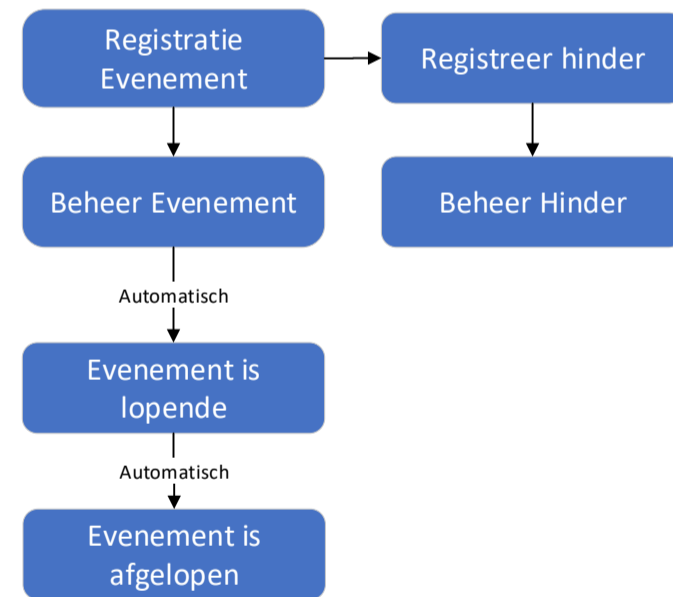 Registratie
Evenement
Registreer hinder
Beheer Evenement
Beheer Hinder
Automatisch
Evenement is
lopende
Automatisch
Evenement is
afgelopen